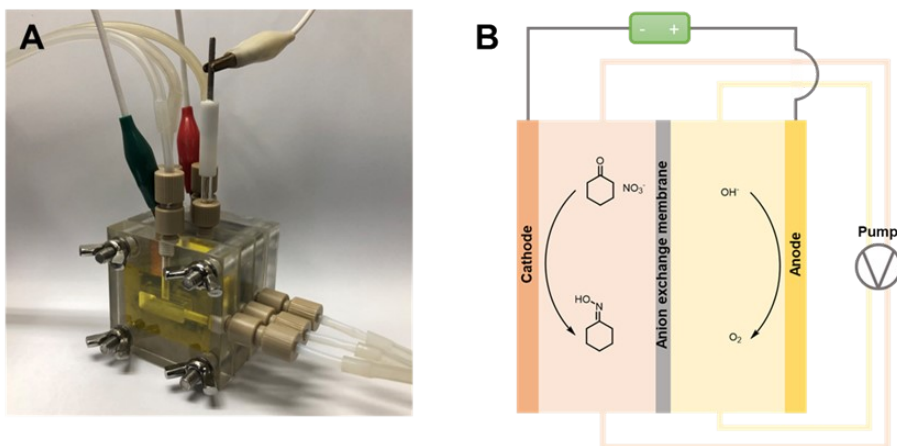 A
B
- +
O
NO₃⁻
OH⁻
Pump
Cathode
Anion exchange membrane
Anode
HO
N
O₂